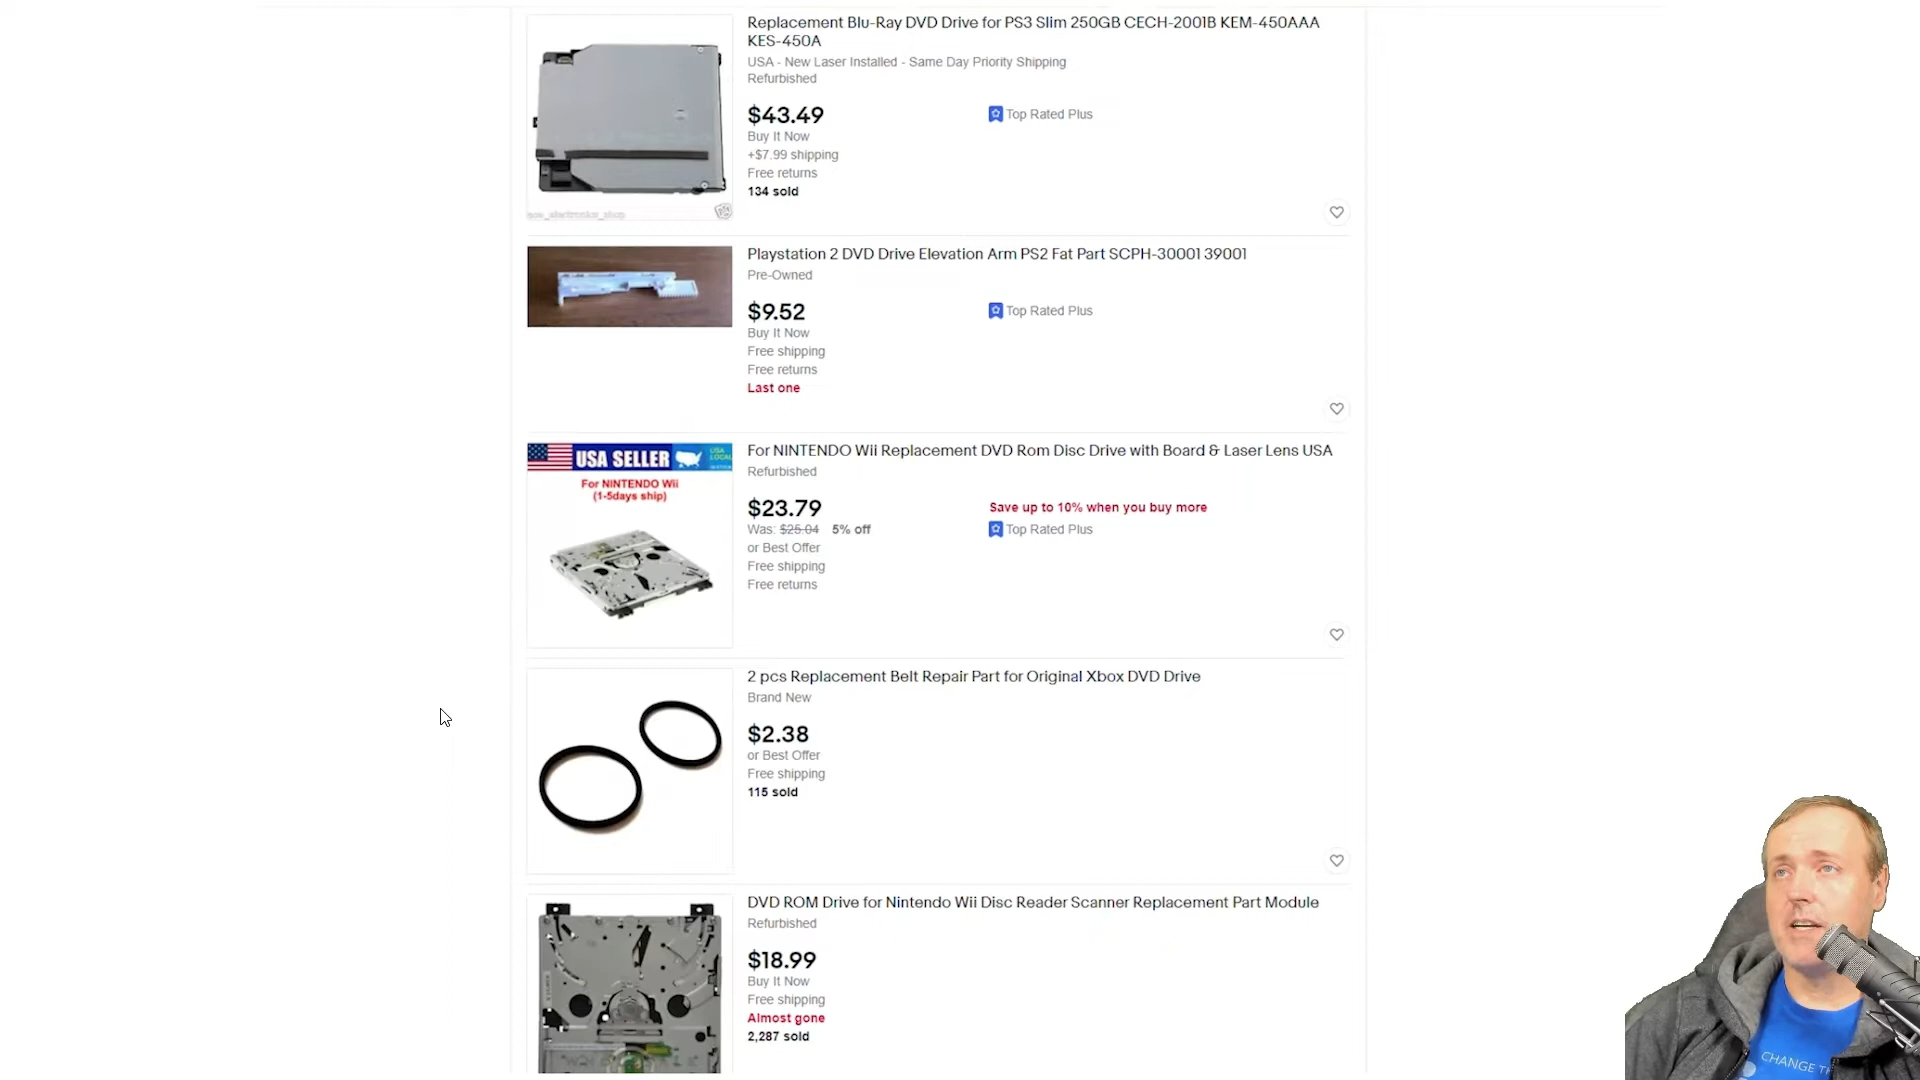 Replacement Blu-Ray DVD Drive for PS3 Slim 250GB CECH-2001B KEM-450AAA
KES-450A
USA - New Laser Installed - Same Day Priority Shipping
Refurbished
$43.49
Top Rated Plus
Buy It Now
+$7.99 shipping
Free returns
134 sold
Playstation 2 DVD Drive Elevation Arm PS2 Fat Part SCPH-30001 39001
Pre-Owned
$9.52
Top Rated Plus
Buy It Now
Free shipping
Free returns
Last one
USA SELLER
USA
LOCAL
For NINTENDO Wii
(1-5days ship)
For NINTENDO Wii Replacement DVD Rom Disc Drive with Board & Laser Lens USA
Refurbished
$23.79
Save up to 10% when you buy more
Was: $25.04 5% off
Top Rated Plus
or Best Offer
Free shipping
Free returns
2 pcs Replacement Belt Repair Part for Original Xbox DVD Drive
Brand New
$2.38
or Best Offer
Free shipping
115 sold
DVD ROM Drive for Nintendo Wii Disc Reader Scanner Replacement Part Module
Refurbished
$18.99
Buy It Now
Free shipping
Almost gone
2,287 sold
CHANGE